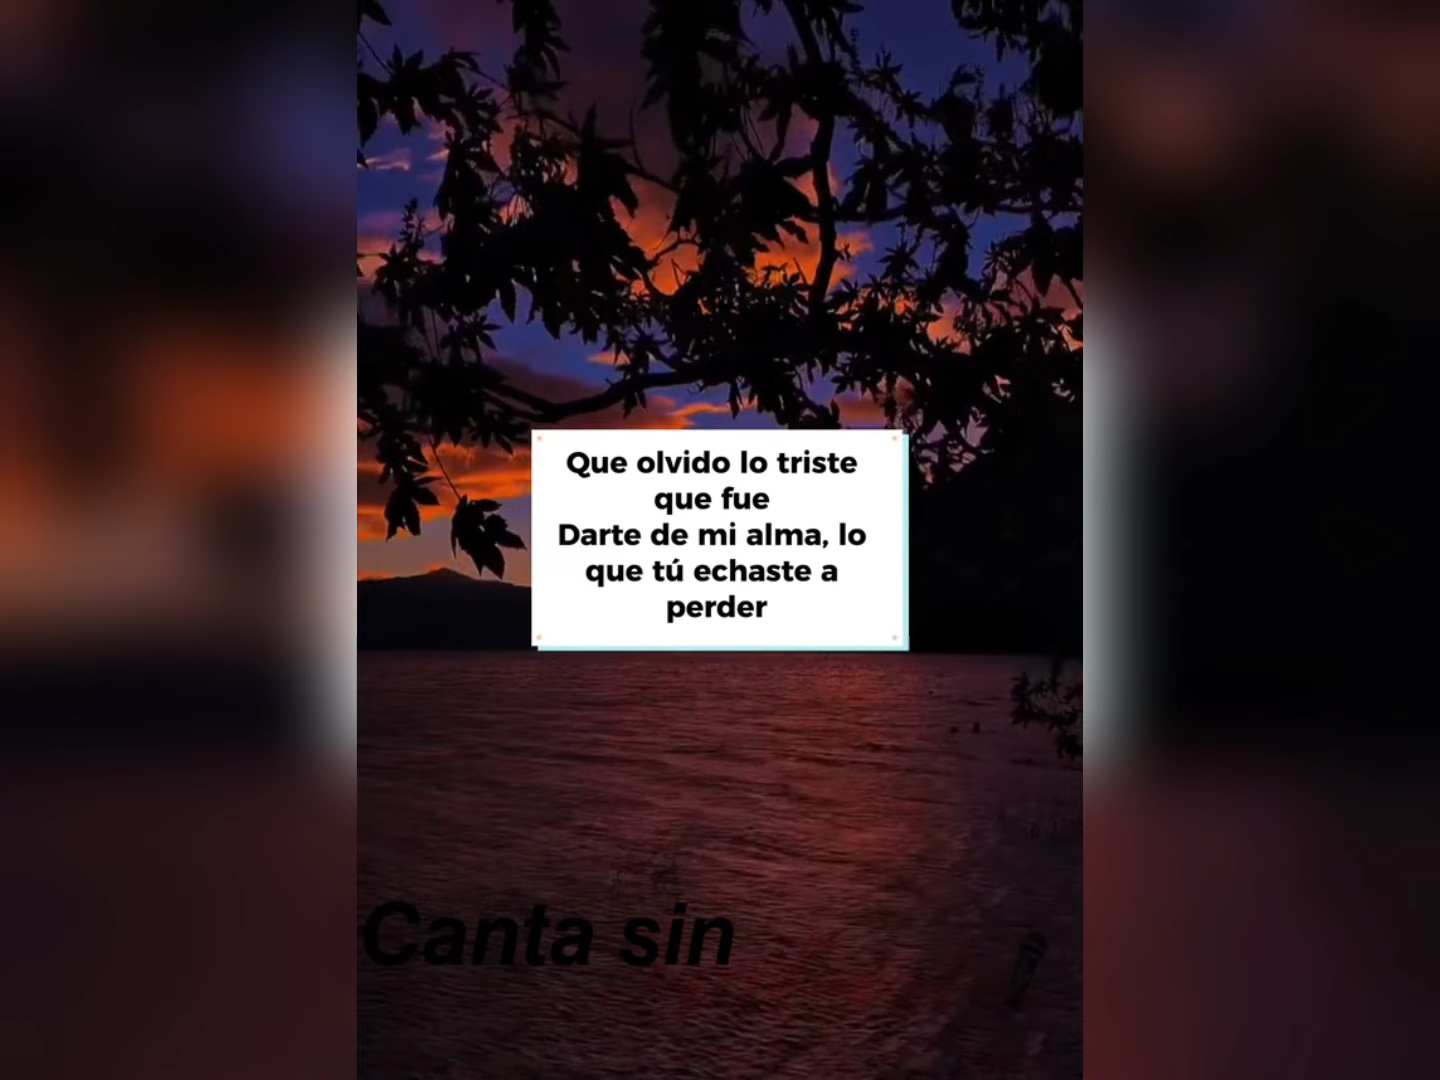 Que olvido lo triste
que fue
Darte de mi alma, lo
que tú echaste a
perder
Canta sin